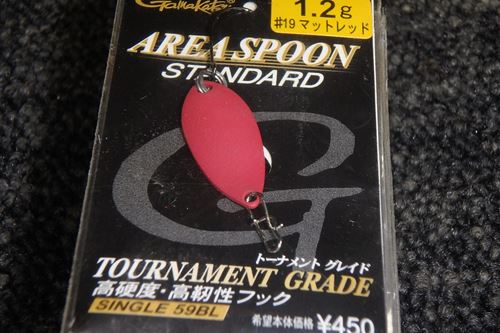 Gamakatsu
1.2g
#19 マットレッド
AREA SPOON
STANDARD
G
トーナメント グレイド
TOURNAMENT GRADE
高硬度・高靭性フック
SINGLE 59BL
希望本体価格 ¥450